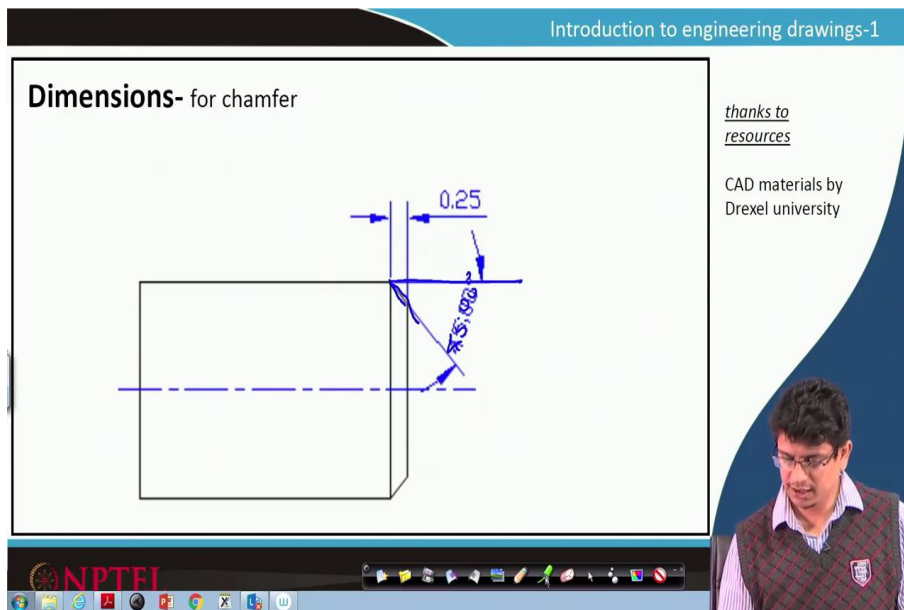 Introduction to engineering drawings-1
Dimensions- for chamfer
thanks to
resources
CAD materials by
Drexel university
0.25
NPTEL